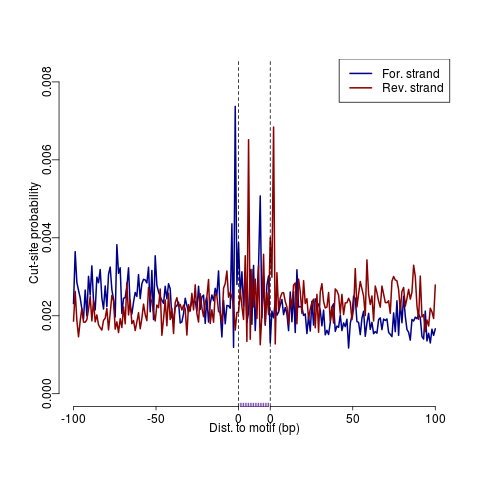 For. strand
Rev. strand
Cut-site probability
0.008
0.006
0.004
0.002
0.000
-100 -50 0 0 50 100
Dist. to motif (bp)